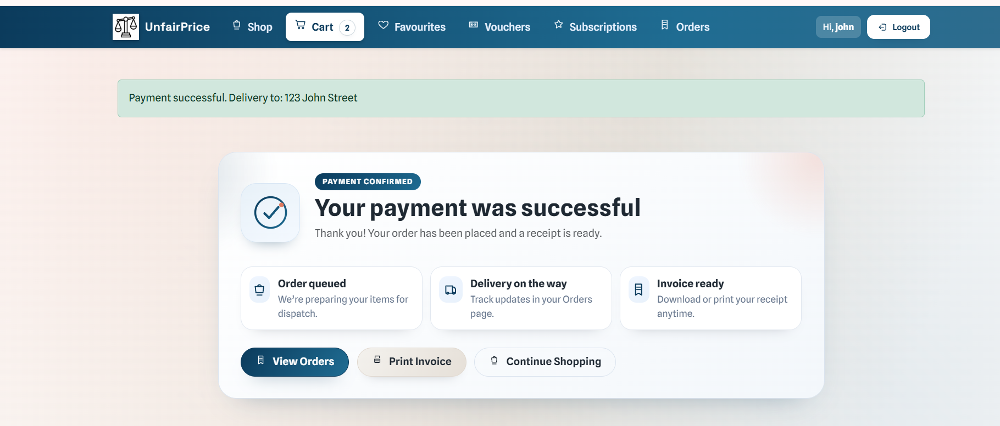 UnfairPrice Shop Cart 2 Favourites Vouchers Subscriptions Orders Hi, john Logout
Payment successful. Delivery to: 123 John Street
PAYMENT CONFIRMED
Your payment was successful
Thank you! Your order has been placed and a receipt is ready.
Order queued
We’re preparing your items for
dispatch.
Delivery on the way
Track updates in your Orders
page.
Invoice ready
Download or print your receipt
anytime.
View Orders Print Invoice Continue Shopping